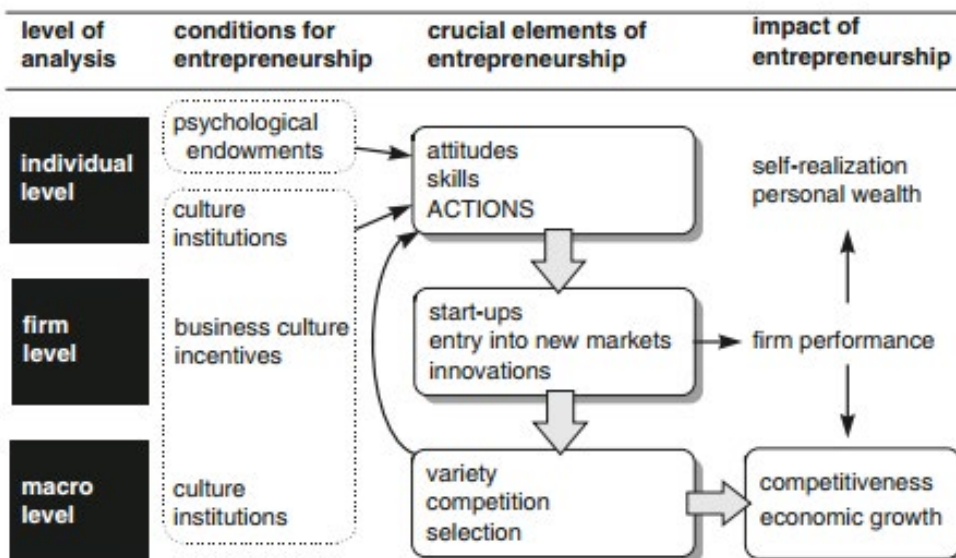 level of
analysis
conditions for
entrepreneurship
crucial elements of
entrepreneurship
impact of
entrepreneurship
individual
level
psychological
endowments
culture
institutions
attitudes
skills
ACTIONS
self-realization
personal wealth
firm
level
business culture
incentives
start-ups
entry into new markets
innovations
firm performance
macro
level
culture
institutions
variety
competition
selection
competitiveness
economic growth